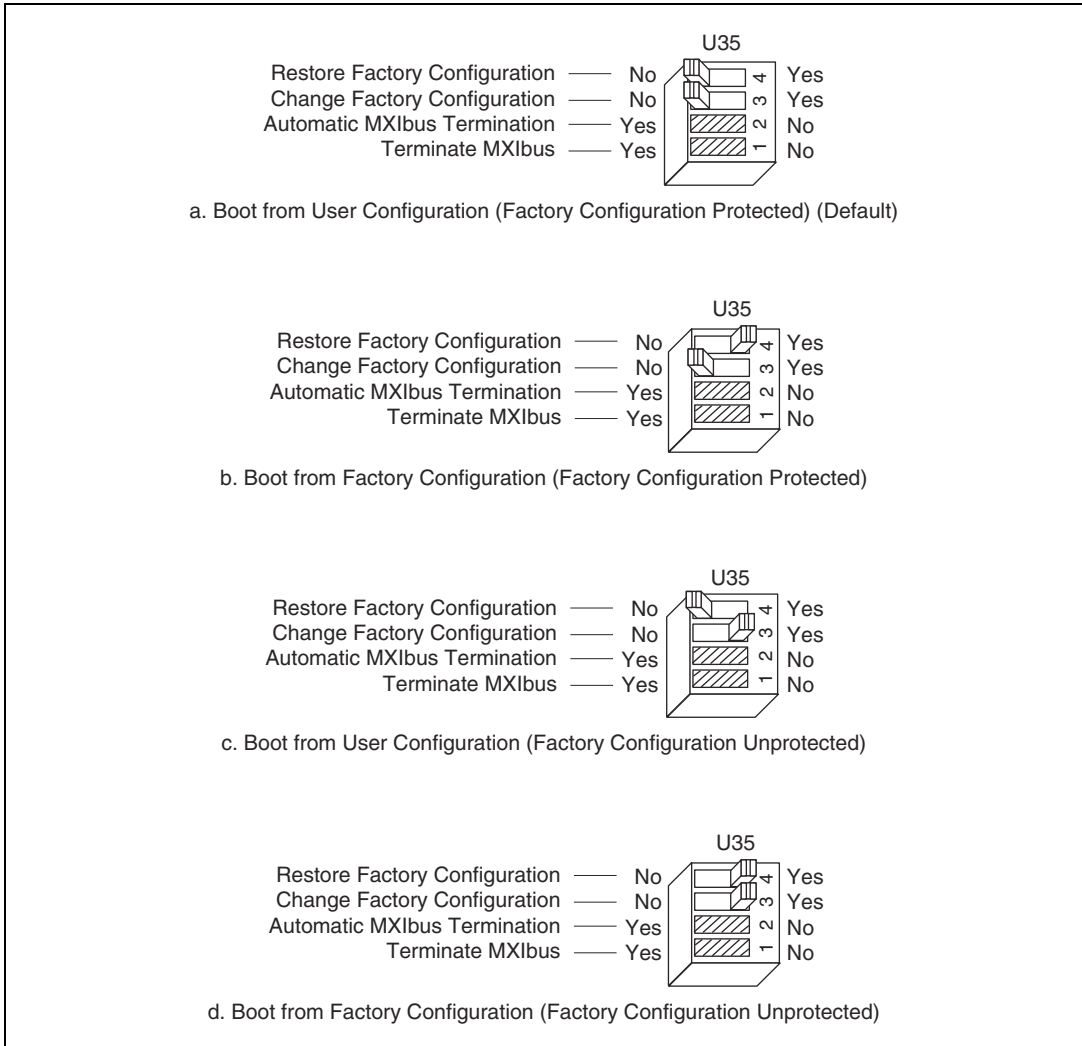 U35
Restore Factory Configuration No 4 Yes
Change Factory Configuration No 3 Yes
Automatic MXIbus Termination Yes 2 No
Terminate MXIbus Yes 1 No
a. Boot from User Configuration (Factory Configuration Protected) (Default)
U35
Restore Factory Configuration No 4 Yes
Change Factory Configuration No 3 Yes
Automatic MXIbus Termination Yes 2 No
Terminate MXIbus Yes 1 No
b. Boot from Factory Configuration (Factory Configuration Protected)
U35
Restore Factory Configuration No 4 Yes
Change Factory Configuration No 3 Yes
Automatic MXIbus Termination Yes 2 No
Terminate MXIbus Yes 1 No
c. Boot from User Configuration (Factory Configuration Unprotected)
U35
Restore Factory Configuration No 4 Yes
Change Factory Configuration No 3 Yes
Automatic MXIbus Termination Yes 2 No
Terminate MXIbus Yes 1 No
d. Boot from Factory Configuration (Factory Configuration Unprotected)